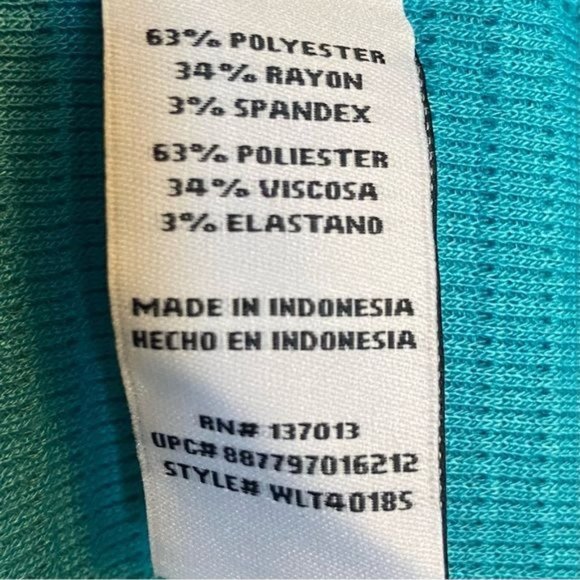 63% POLYESTER
34% RAYON
3% SPANDEX
63% POLIESTER
34% VISCOSA
3% ELASTANO
MADE IN INDONESIA
HECHO EN INDONESIA
RN# 137013
UPC# 887797016212
STYLE# WLT40185